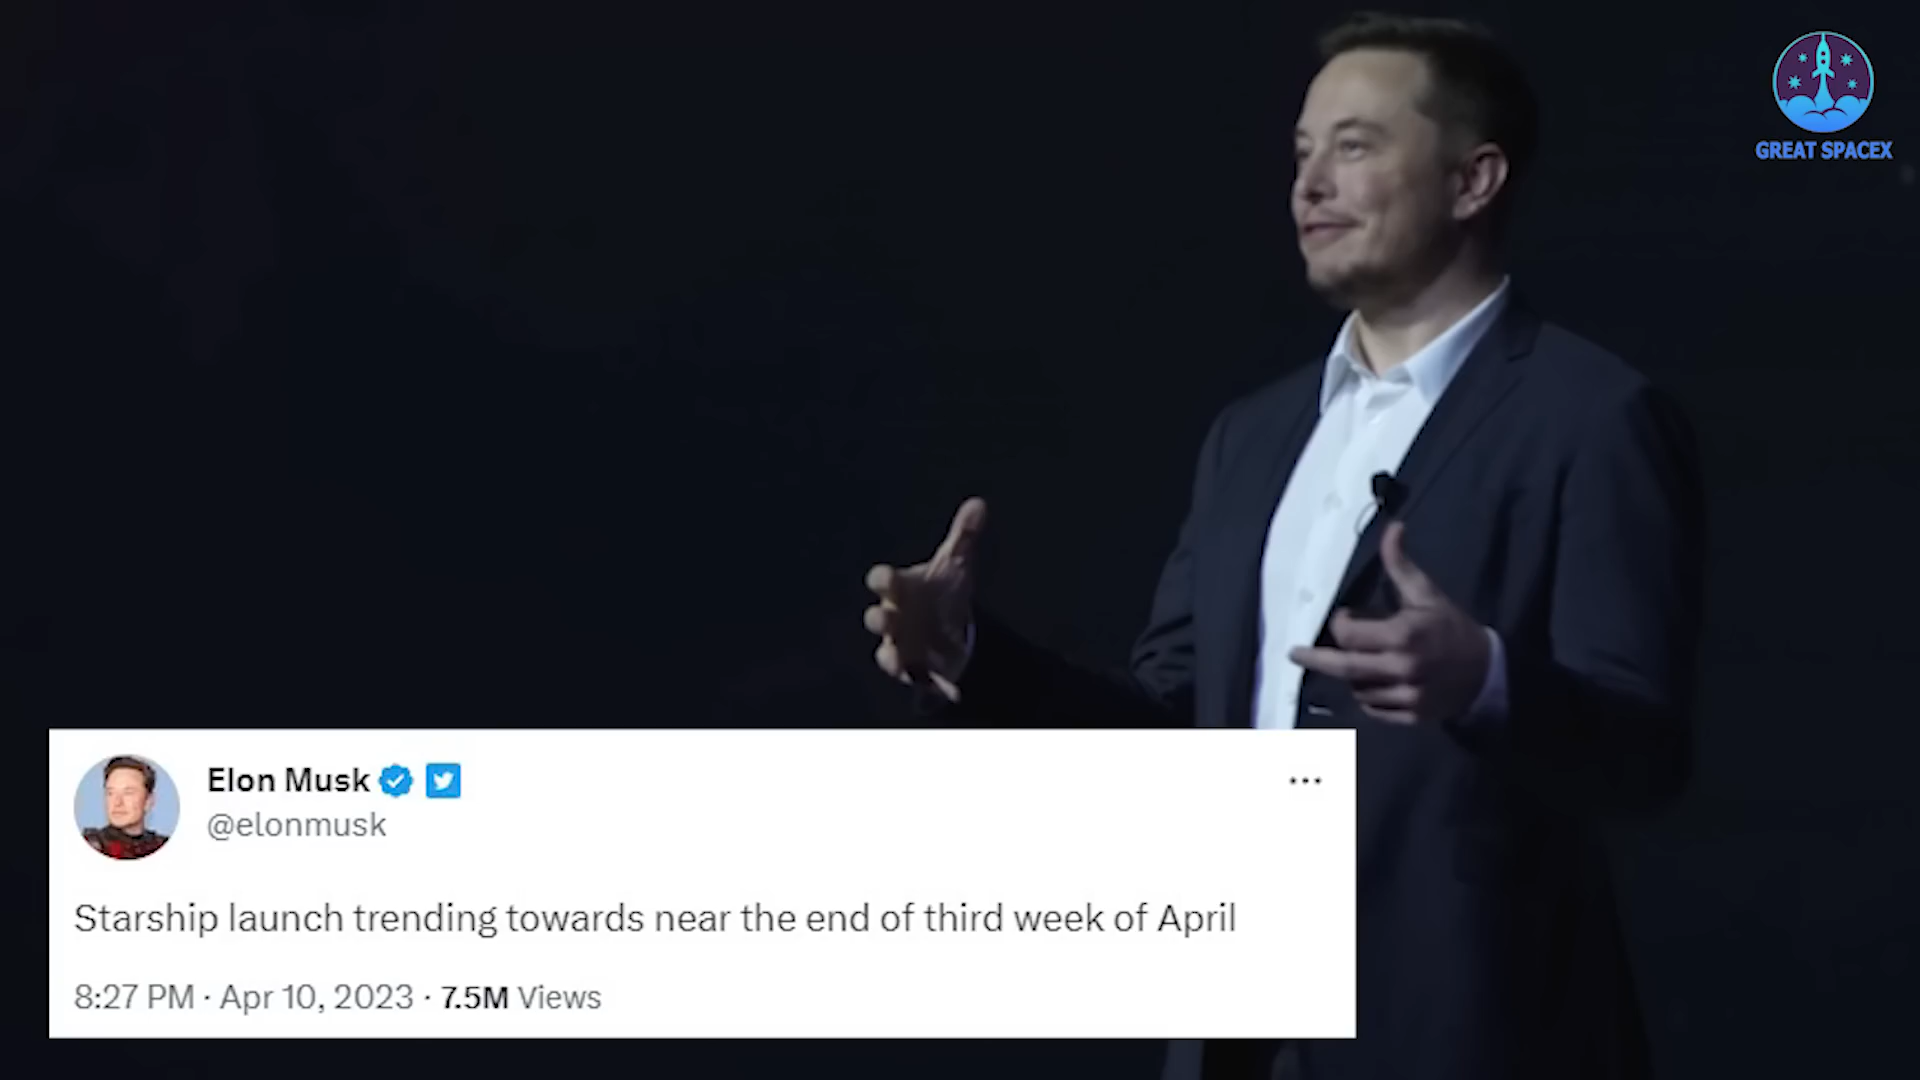 GREAT SPACEX
Elon Musk
@elonmusk
Starship launch trending towards near the end of third week of April
8:27 PM · Apr 10, 2023 · 7.5M Views